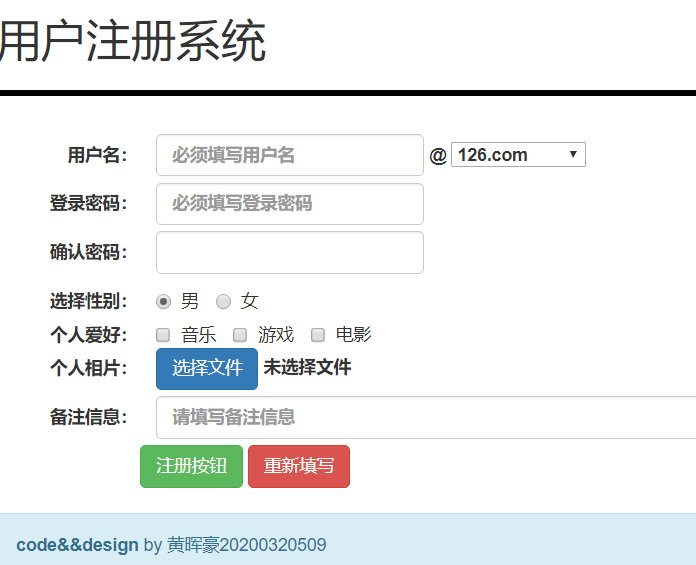 用户注册系统
用户名： 必须填写用户名 @ 126.com
登录密码： 必须填写登录密码
确认密码：
选择性别： 男 女
个人爱好： 音乐 游戏 电影
个人相片： 选择文件 未选择文件
备注信息： 请填写备注信息
注册按钮 重新填写
code&&design by 黄晖豪20200320509